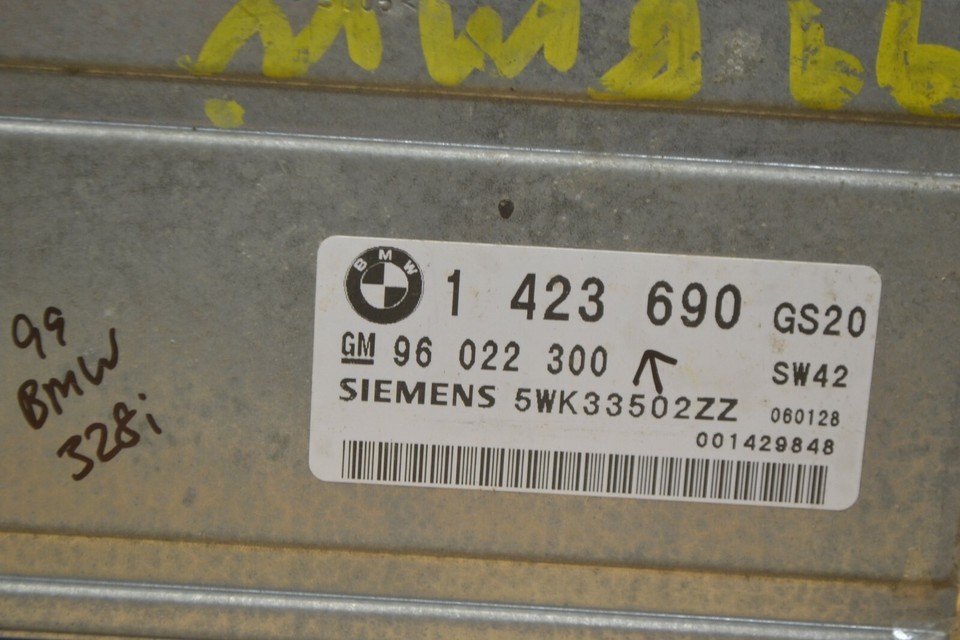 99
BMW
328i
BMW
1 423 690 GS20
GM 96 022 300
SW42
SIEMENS 5WK33502ZZ
060128
001429848